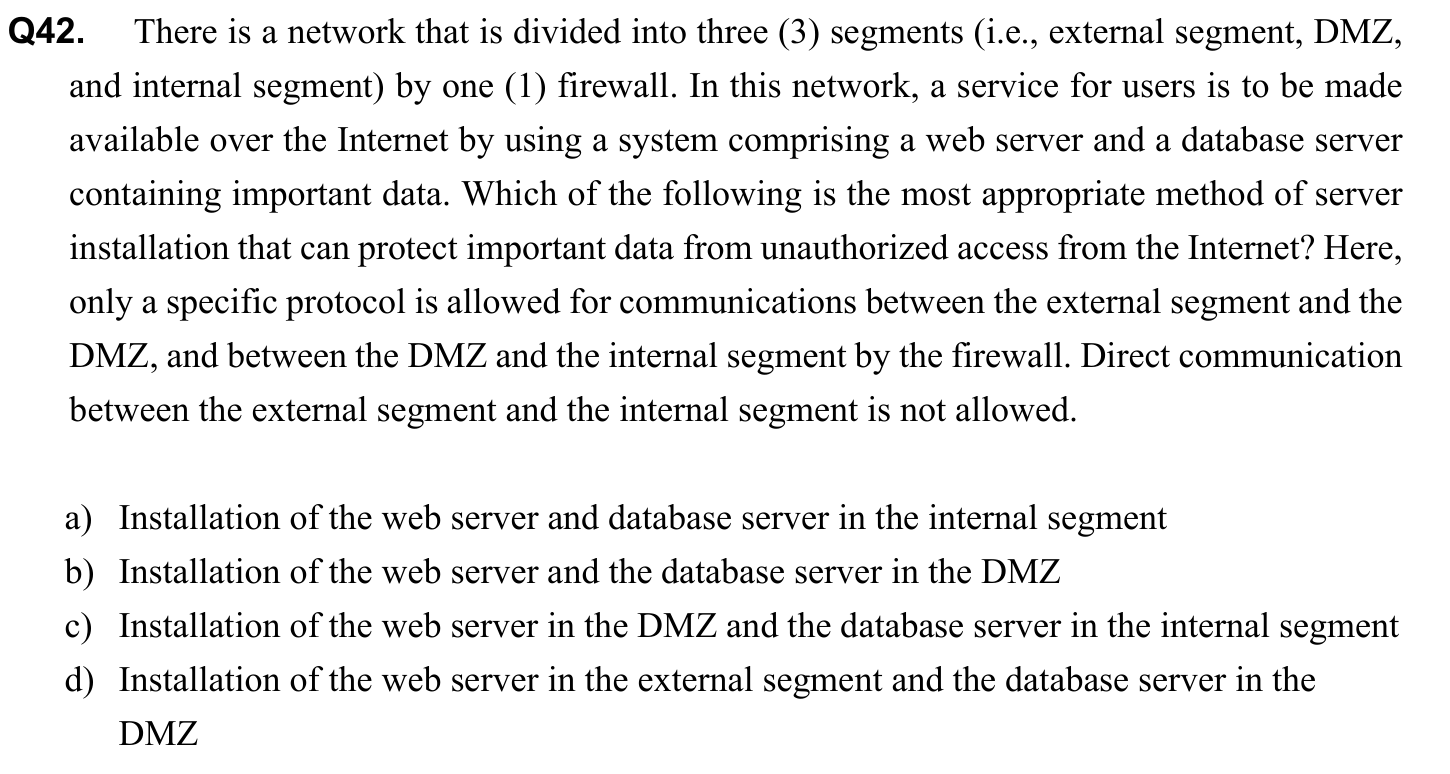 Q42. There is a network that is divided into three (3) segments (i.e., external segment, DMZ,
and internal segment) by one (1) firewall. In this network, a service for users is to be made
available over the Internet by using a system comprising a web server and a database server
containing important data. Which of the following is the most appropriate method of server
installation that can protect important data from unauthorized access from the Internet? Here,
only a specific protocol is allowed for communications between the external segment and the
DMZ, and between the DMZ and the internal segment by the firewall. Direct communication
between the external segment and the internal segment is not allowed.
a) Installation of the web server and database server in the internal segment
b) Installation of the web server and the database server in the DMZ
c) Installation of the web server in the DMZ and the database server in the internal segment
d) Installation of the web server in the external segment and the database server in the
DMZ